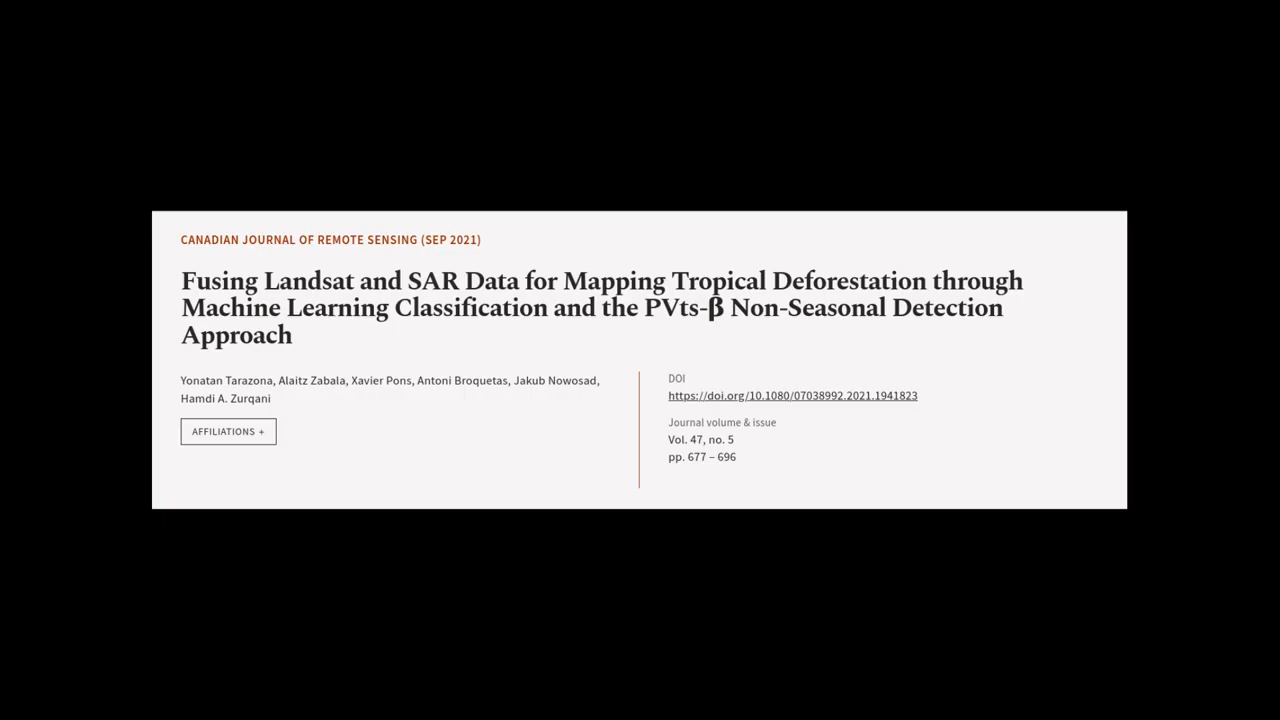 CANADIAN JOURNAL OF REMOTE SENSING (SEP 2021)
Fusing Landsat and SAR Data for Mapping Tropical Deforestation through
Machine Learning Classification and the PVts-β Non-Seasonal Detection
Approach
Yonatan Tarazona, Alaitz Zabala, Xavier Pons, Antoni Broquetas, Jakub Nowosad,
Hamdi A. Zurqani
AFFILIATIONS +
DOI
https://doi.org/10.1080/07038992.2021.1941823
Journal volume & issue
Vol. 47, no. 5
pp. 677 – 696